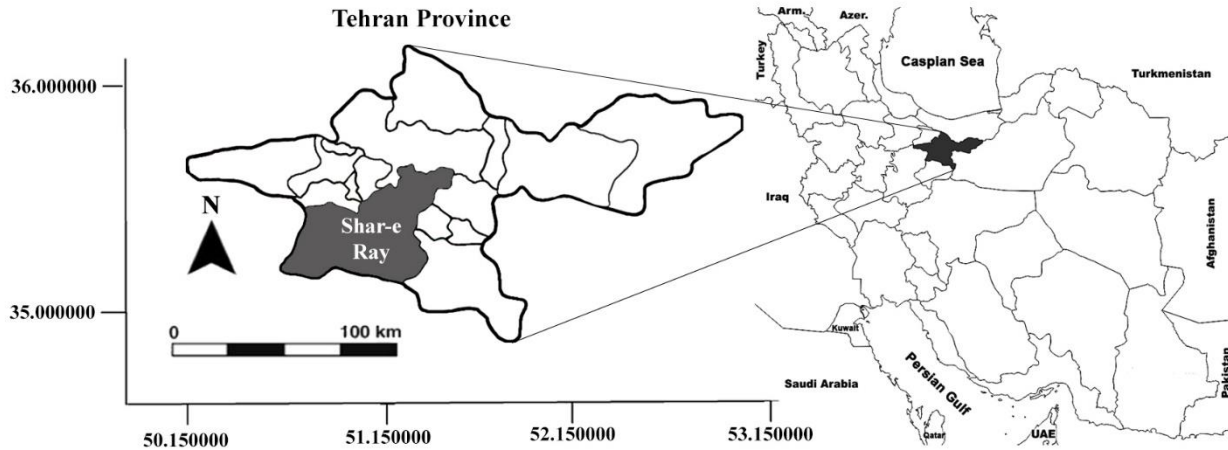 Tehran Province
36.000000
35.000000
N
Shar-e
Ray
0
100 km
50.150000
51.150000
52.150000
53.150000
Arm.
Azer.
Turkey
Caspian Sea
Turkmenistan
Iraq
Afghanistan
Kuwait
Persian Gulf
Saudi Arabia
Pakistan
Qatar
UAE